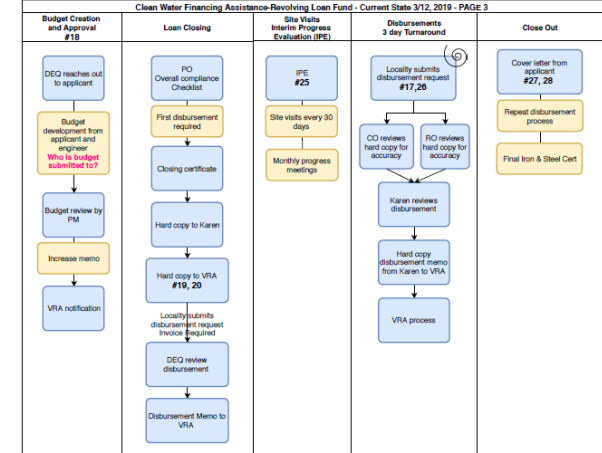 Clean Water Financing Assistance-Revolving Loan Fund - Current State 3/12, 2019 - PAGE 3
Budget Creation
and Approval
#18
DEQ reaches out
to applicant
Budget
development from
applicant and
engineer
Who is budget
submitted to?
Budget review by
PM
Increase memo
VRA notification
Loan Closing
PO
Overall compliance
Checklist
First disbursement
required
Closing certificate
Hard copy to Karen
Hard copy to VRA
#19, 20
Locality submits
disbursement request
Invoice Required
DEQ review
disbursement
Disbursement Memo to
VRA
Site Visits
Interim Progress
Evaluation (IPE)
IPE
#25
Site visits every 30
days
Monthly progress
meetings
Disbursements
3 day Turnaround
Locality submits
disbursement request
#17,26
CO reviews
hard copy for
accuracy
RO reviews
hard copy for
accuracy
Karen reviews
disbursement
Hard copy
disbursement memo
from Karen to VRA
VRA process
Close Out
Cover letter from
applicant
#27, 28
Repeat disbursement
process
Final Iron & Steel Cert